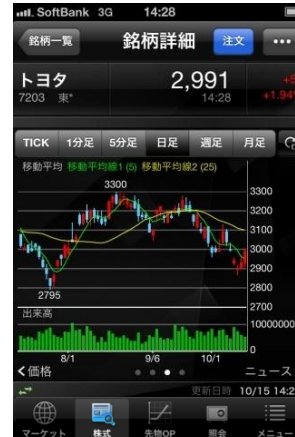 SoftBank 3G 14:28
銘柄一覧 銘柄詳細 注文
トヨタ 2,991
7203 東* 14:28 +1.94%
TICK 1分足 5分足 日足 週足 月足
移動平均 移動平均線1 (5) 移動平均線2 (25)
3300 3300
3200
3100
3000
2900
2795 2800
2700
出来高
10000000
0
8/1 9/6 10/1
価格 ニュース
更新日時 10/15 14:2
マーケット 株式 先物OP 照会 メニュー